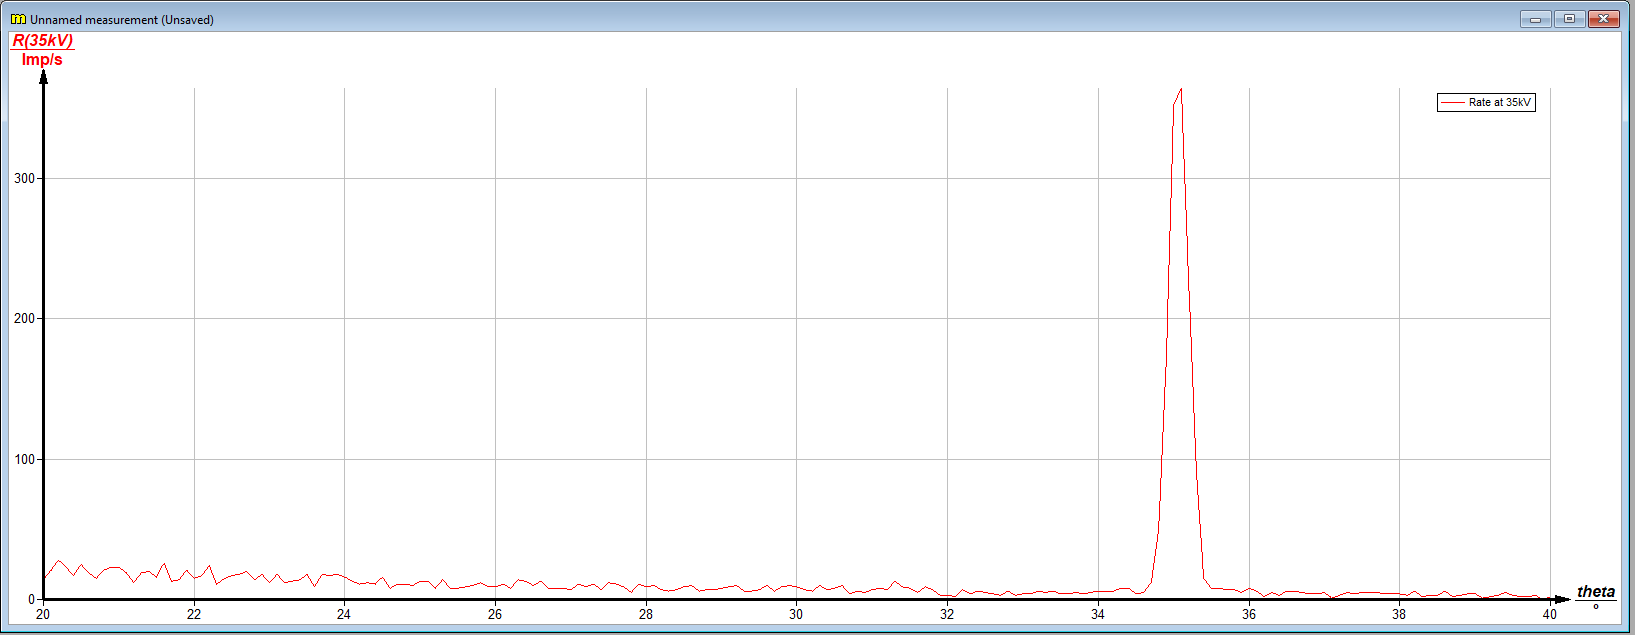 m Unnamed measurement (Unsaved)
R(35kV)
Imp/s
Rate at 35kV
300
200
100
0
20 22 24 26 28 30 32 34 36 38 40
theta
°